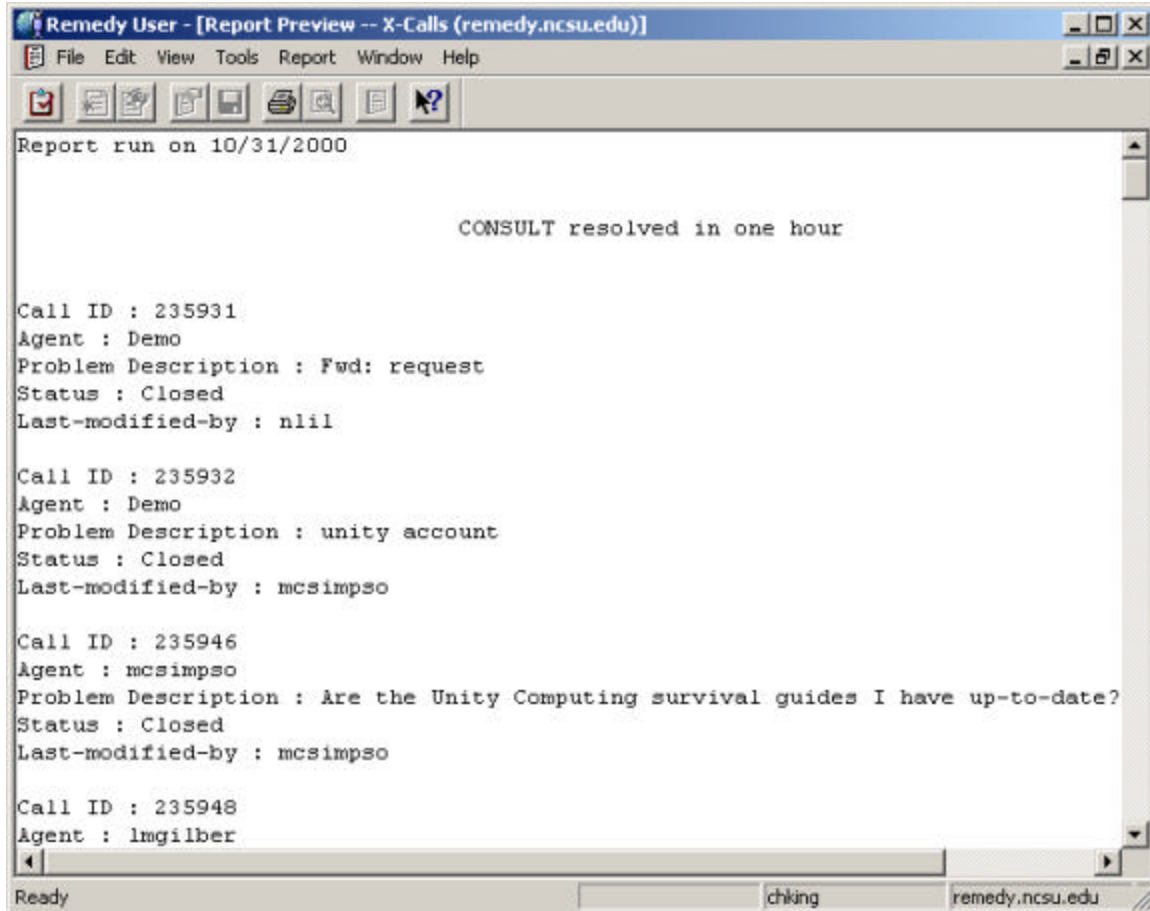 Remedy User - [Report Preview -- X-Calls (remedy.ncsu.edu)]
File Edit View Tools Report Window Help
Report run on 10/31/2000
CONSULT resolved in one hour
Call ID : 235931
Agent : Demo
Problem Description : Fwd: request
Status : Closed
Last-modified-by : nlil
Call ID : 235932
Agent : Demo
Problem Description : unity account
Status : Closed
Last-modified-by : mcsimpso
Call ID : 235946
Agent : mcsimpso
Problem Description : Are the Unity Computing survival guides I have up-to-date?
Status : Closed
Last-modified-by : mcsimpso
Call ID : 235948
Agent : lmgilber
Ready chking remedy.ncsu.edu